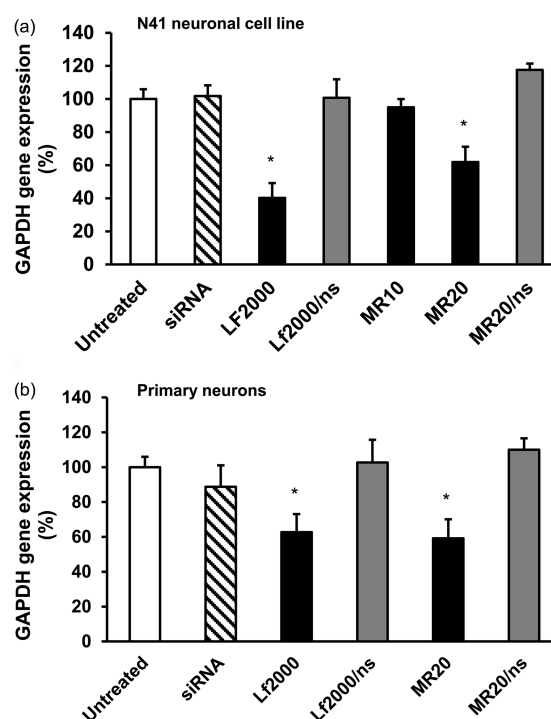 (a)
N41 neuronal cell line
GAPDH gene expression
(%)
140
120
100
80
60
40
20
0
*
*
Untreated
siRNA
LF2000
Lf2000/ns
MR10
MR20
MR20/ns
(b)
Primary neurons
GAPDH gene expression
(%)
140
120
100
80
60
40
20
0
*
*
Untreated
siRNA
Lf2000
Lf2000/ns
MR20
MR20/ns